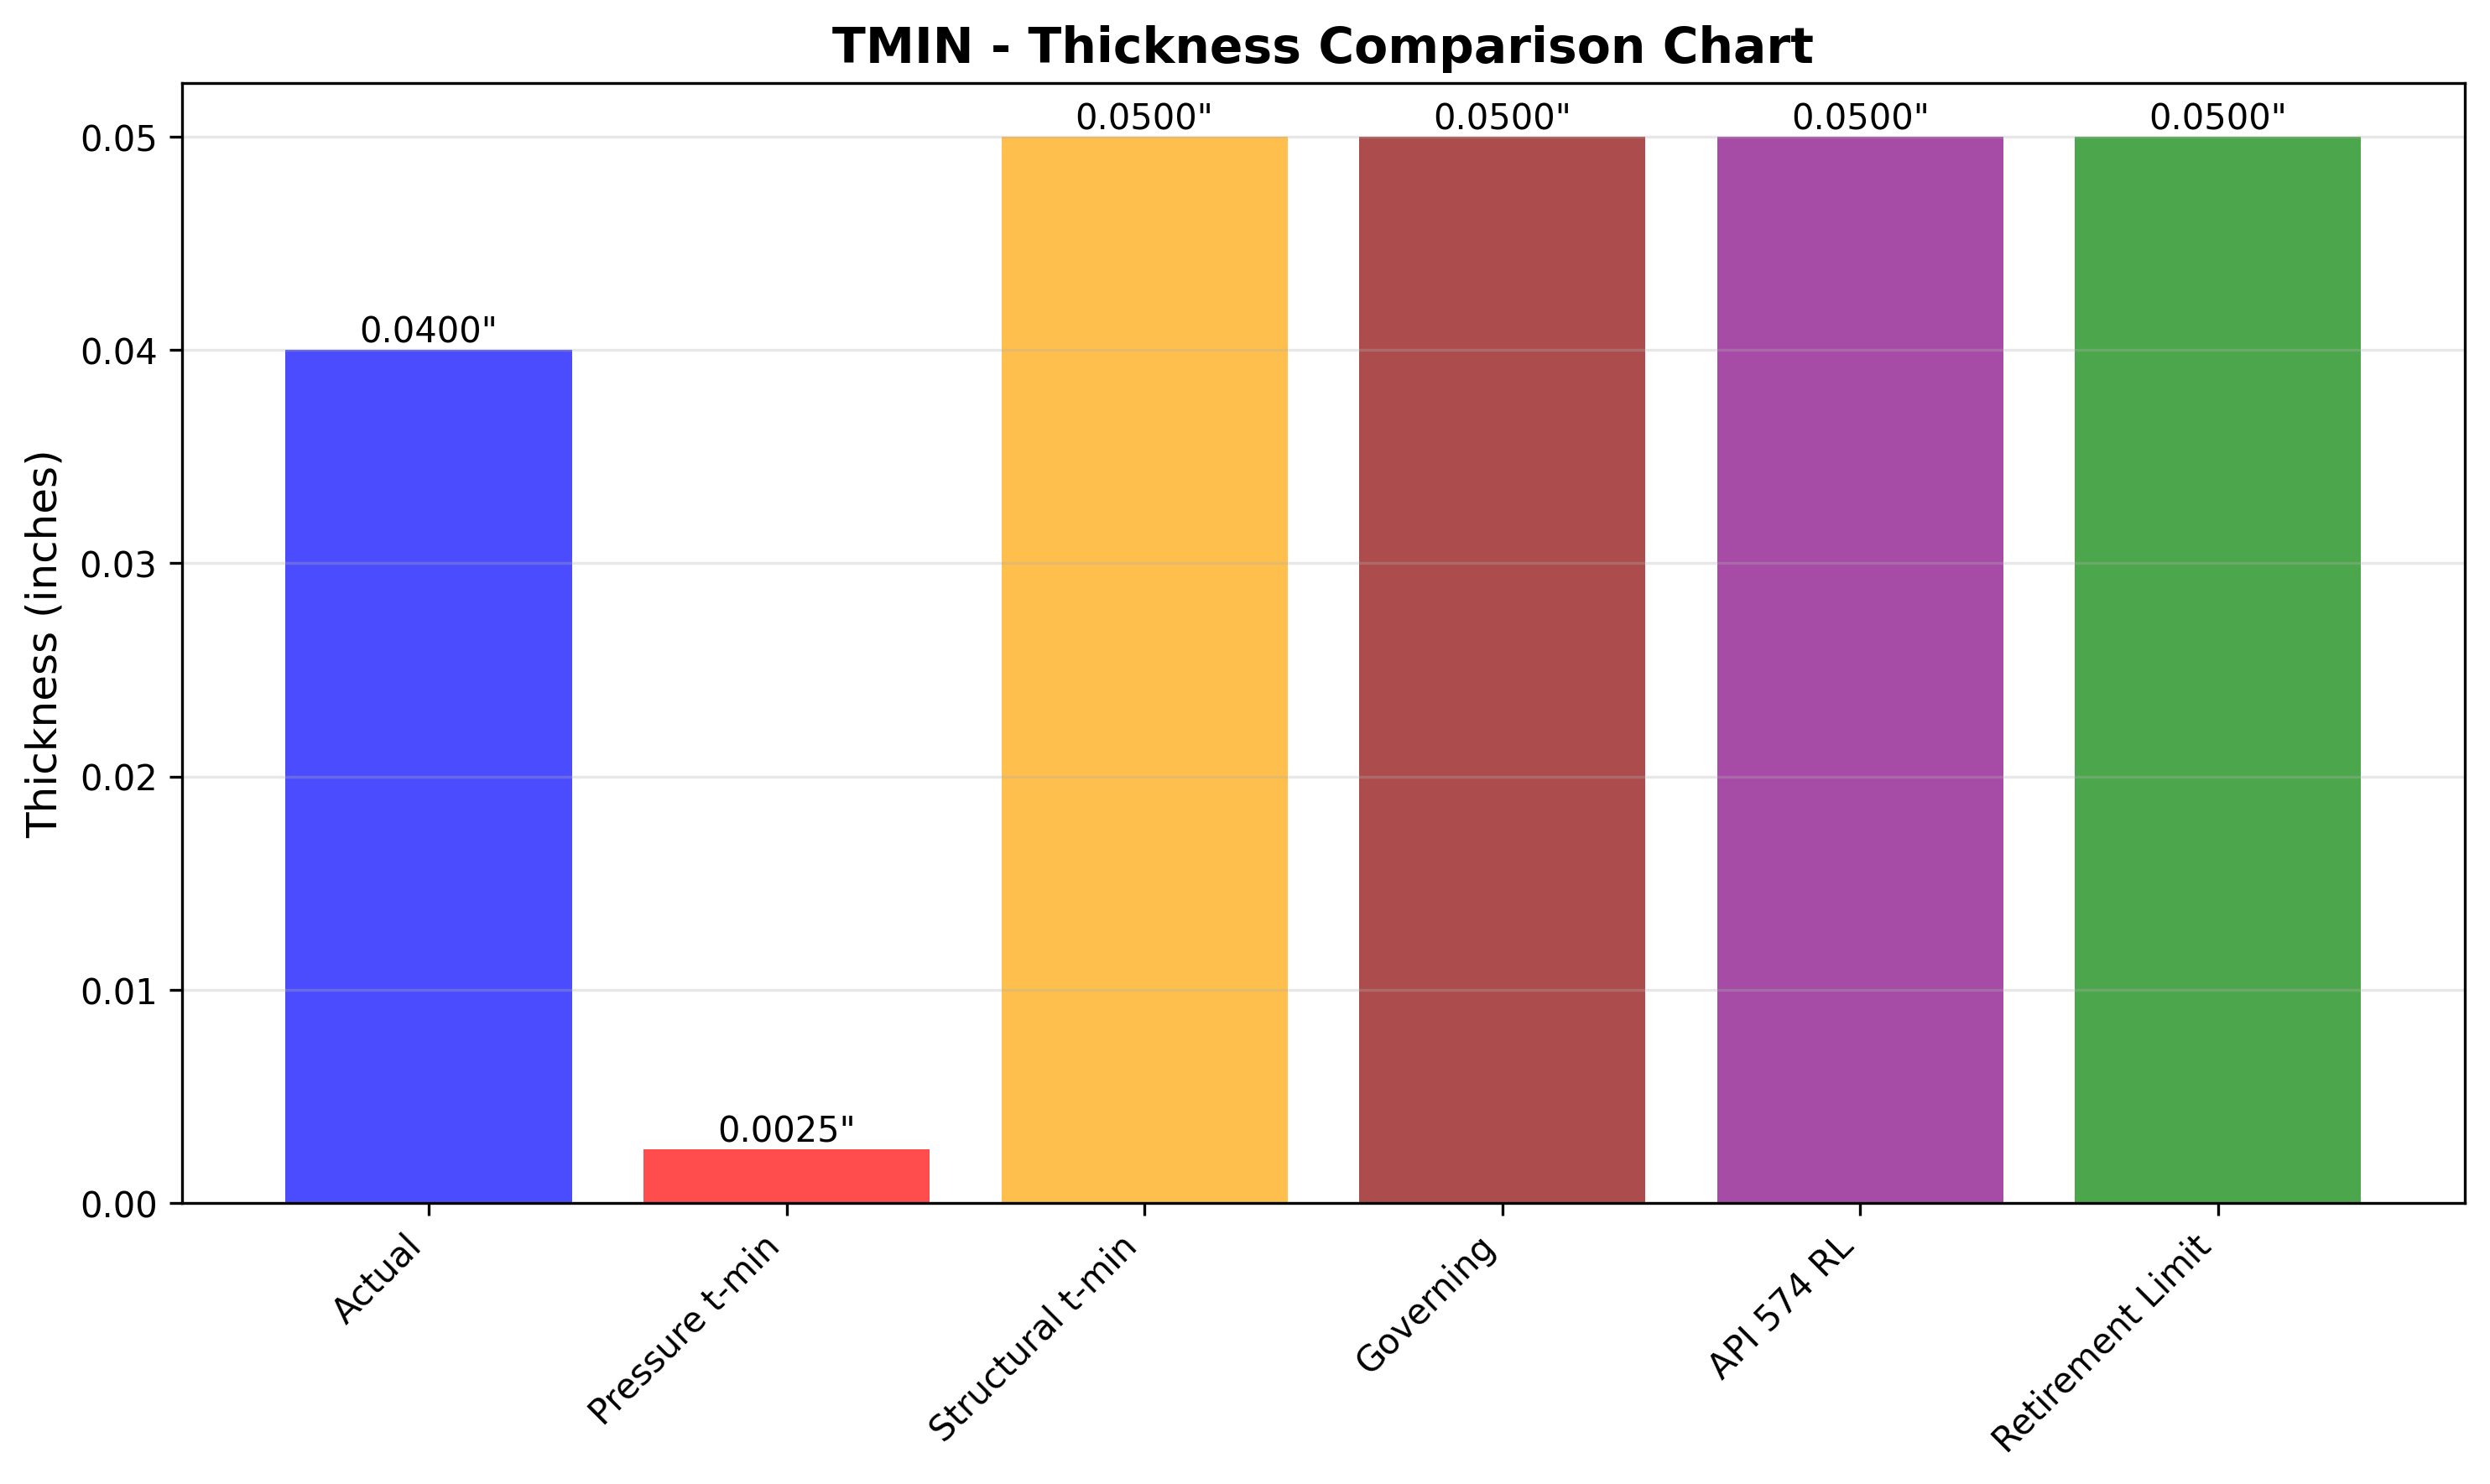 TMIN - Thickness Comparison Chart
Thickness (inches)
0.05
0.04
0.03
0.02
0.01
0.00
0.0400"
0.0025"
0.0500"
0.0500"
0.0500"
0.0500"
Actual
Pressure t-min
Structural t-min
Governing
API 574 RL
Retirement Limit